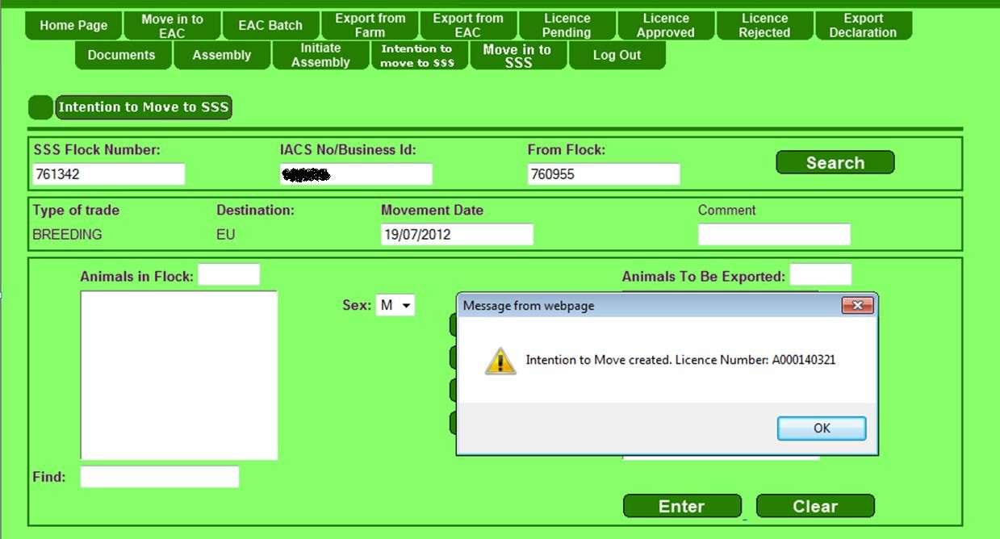 Home Page
Move in to
EAC
EAC Batch
Export from
Farm
Export from
EAC
Licence
Pending
Licence
Approved
Licence
Rejected
Export
Declaration
Documents
Assembly
Initiate
Assembly
Intention to
move to SSS
Move in to
SSS
Log Out
Intention to Move to SSS
SSS Flock Number:
IACS No/Business Id:
From Flock:
761342
760955
Search
Type of trade
Destination:
Movement Date
Comment
BREEDING
EU
19/07/2012
Animals in Flock:
Animals To Be Exported:
Sex: M
Message from webpage
Intention to Move created. Licence Number: A000140321
OK
Find:
Enter
Clear